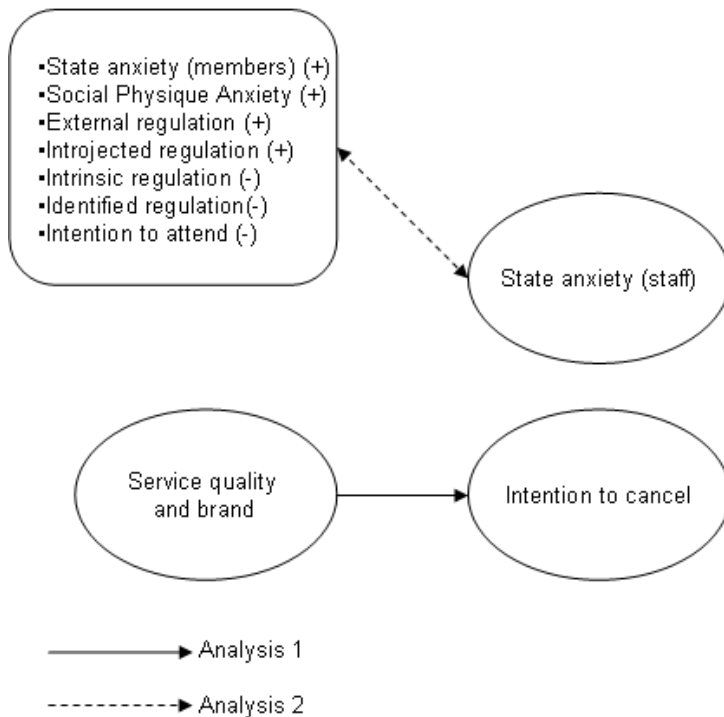 ▪State anxiety (members) (+)
▪Social Physique Anxiety (+)
▪External regulation (+)
▪Introjected regulation (+)
▪Intrinsic regulation (-)
▪Identified regulation(-)
▪Intention to attend (-)
State anxiety (staff)
Service quality
and brand
Intention to cancel
Analysis 1
Analysis 2